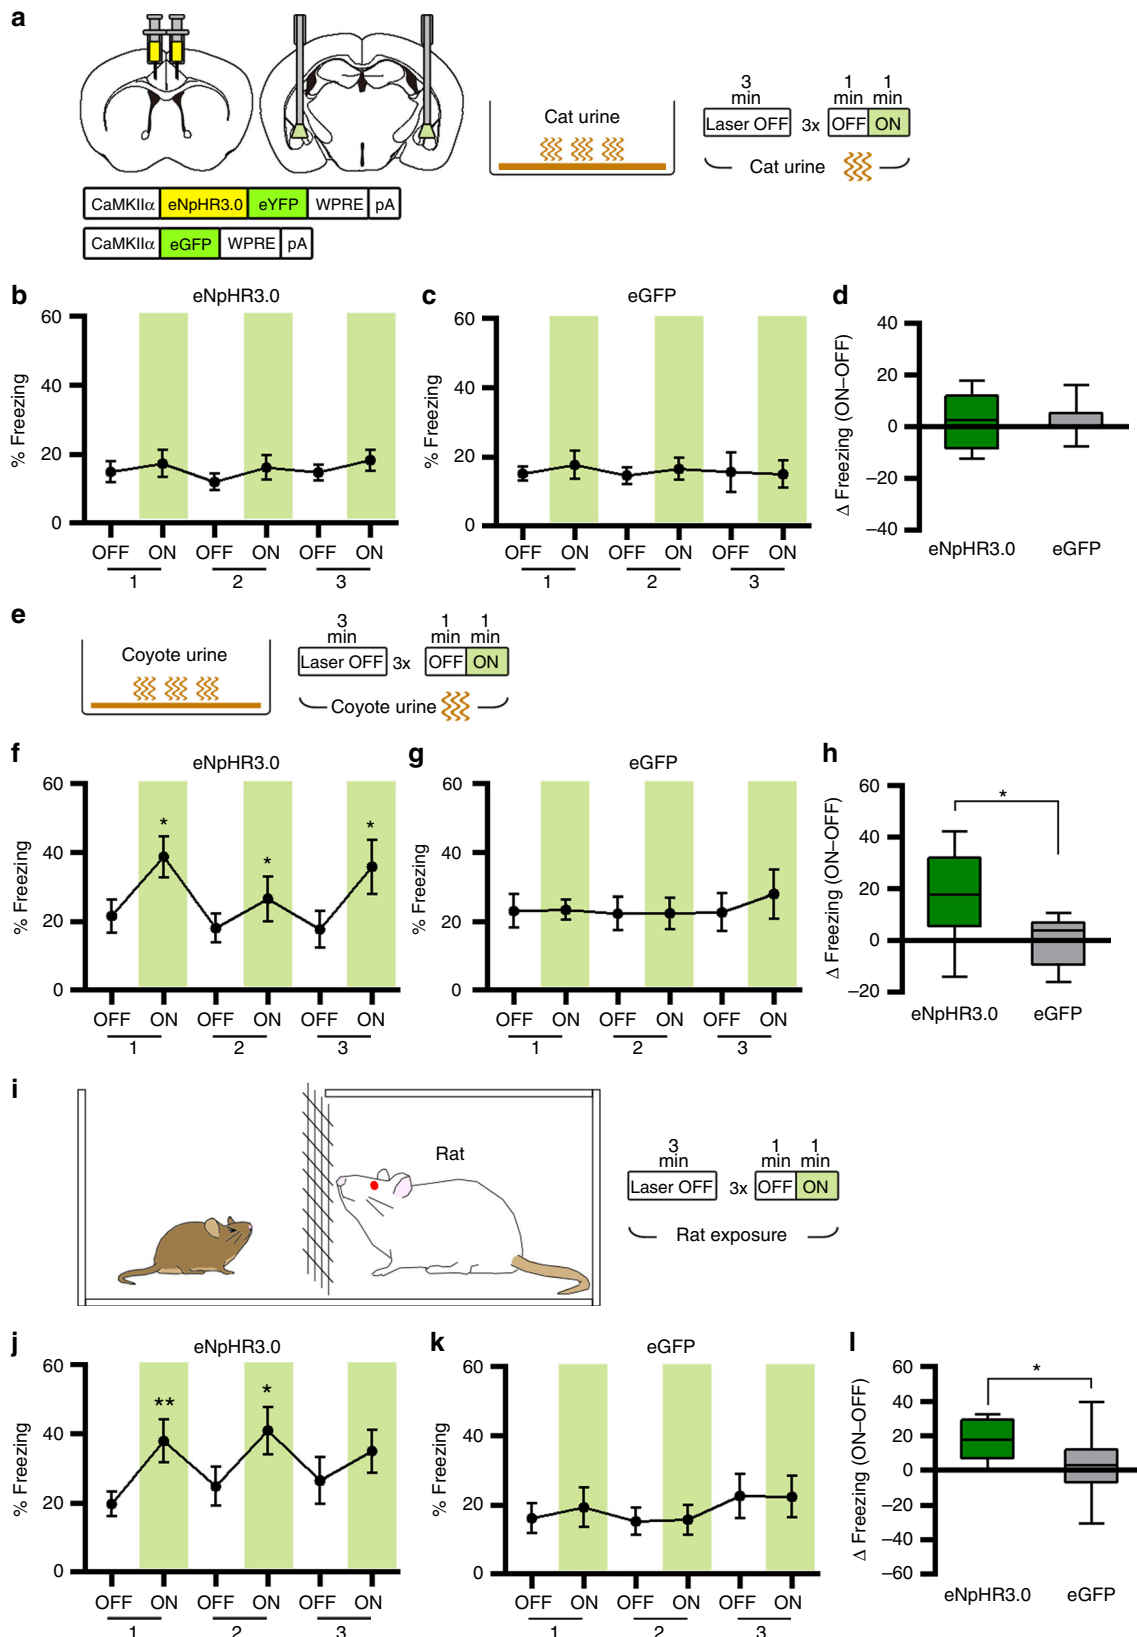 a
3 min
1 min
1 min
Cat urine
Laser OFF 3x OFF ON
Cat urine
CaMKIIα eNpHR3.0 eYFP WPRE pA
CaMKIIα eGFP WPRE pA
b
eNpHR3.0
% Freezing
60
40
20
0
OFF ON OFF ON OFF ON
1 2 3
c
eGFP
% Freezing
60
40
20
0
OFF ON OFF ON OFF ON
1 2 3
d
Δ Freezing (ON–OFF)
40
20
0
–20
–40
eNpHR3.0 eGFP
e
Coyote urine
3 min
1 min
1 min
Laser OFF 3x OFF ON
Coyote urine
f
eNpHR3.0
% Freezing
60
40
20
0
* * *
OFF ON OFF ON OFF ON
1 2 3
g
eGFP
% Freezing
60
40
20
0
OFF ON OFF ON OFF ON
1 2 3
h
Δ Freezing (ON–OFF)
60
40
20
0
–20
*
eNpHR3.0 eGFP
i
Rat
3 min
1 min
1 min
Laser OFF 3x OFF ON
Rat exposure
j
eNpHR3.0
% Freezing
60
40
20
0
** *
OFF ON OFF ON OFF ON
1 2 3
k
eGFP
% Freezing
60
40
20
0
OFF ON OFF ON OFF ON
1 2 3
l
Δ Freezing (ON–OFF)
60
40
20
0
–20
–40
–60
*
eNpHR3.0 eGFP